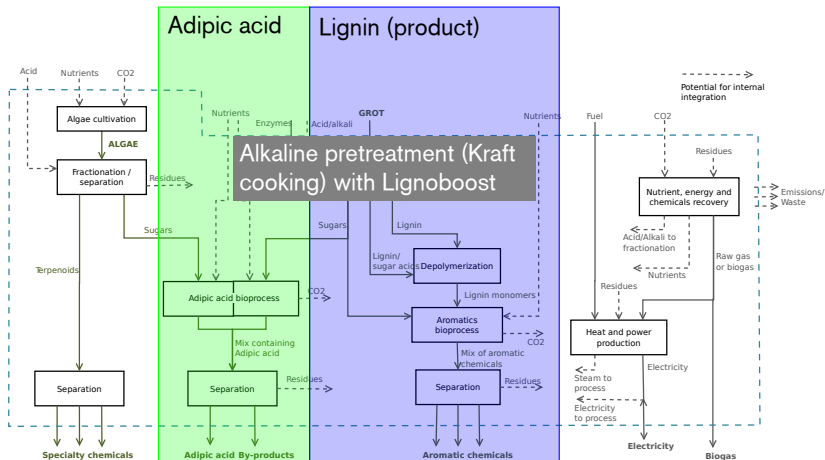 Adipic acid
Lignin (product)
Acid
Nutrients
CO2
Potential for internal
integration
Nutrients
Enzymes
Acid/alkali
GROT
Nutrients
Fuel
CO2
Algae cultivation
ALGAE
Residues
Alkaline pretreatment (Kraft
cooking) with Lignoboost
Fractionation /
separation
Residues
Nutrient, energy and
chemicals recovery
Emissions/
Waste
Sugars
Sugars
Lignin
Acid/Alkali to
fractionation
Raw gas
or biogas
Terpenoids
Lignin/
sugar acids
Depolymerization
Nutrients
Residues
Adipic acid bioprocess
CO2
Lignin monomers
Aromatics
bioprocess
CO2
Heat and power
production
Mix containing
Adipic acid
Mix of aromatic
chemicals
Electricity
Steam to
process
Separation
Separation
Residues
Separation
Residues
Electricity
to process
Specialty chemicals
Adipic acid By-products
Aromatic chemicals
Electricity
Biogas